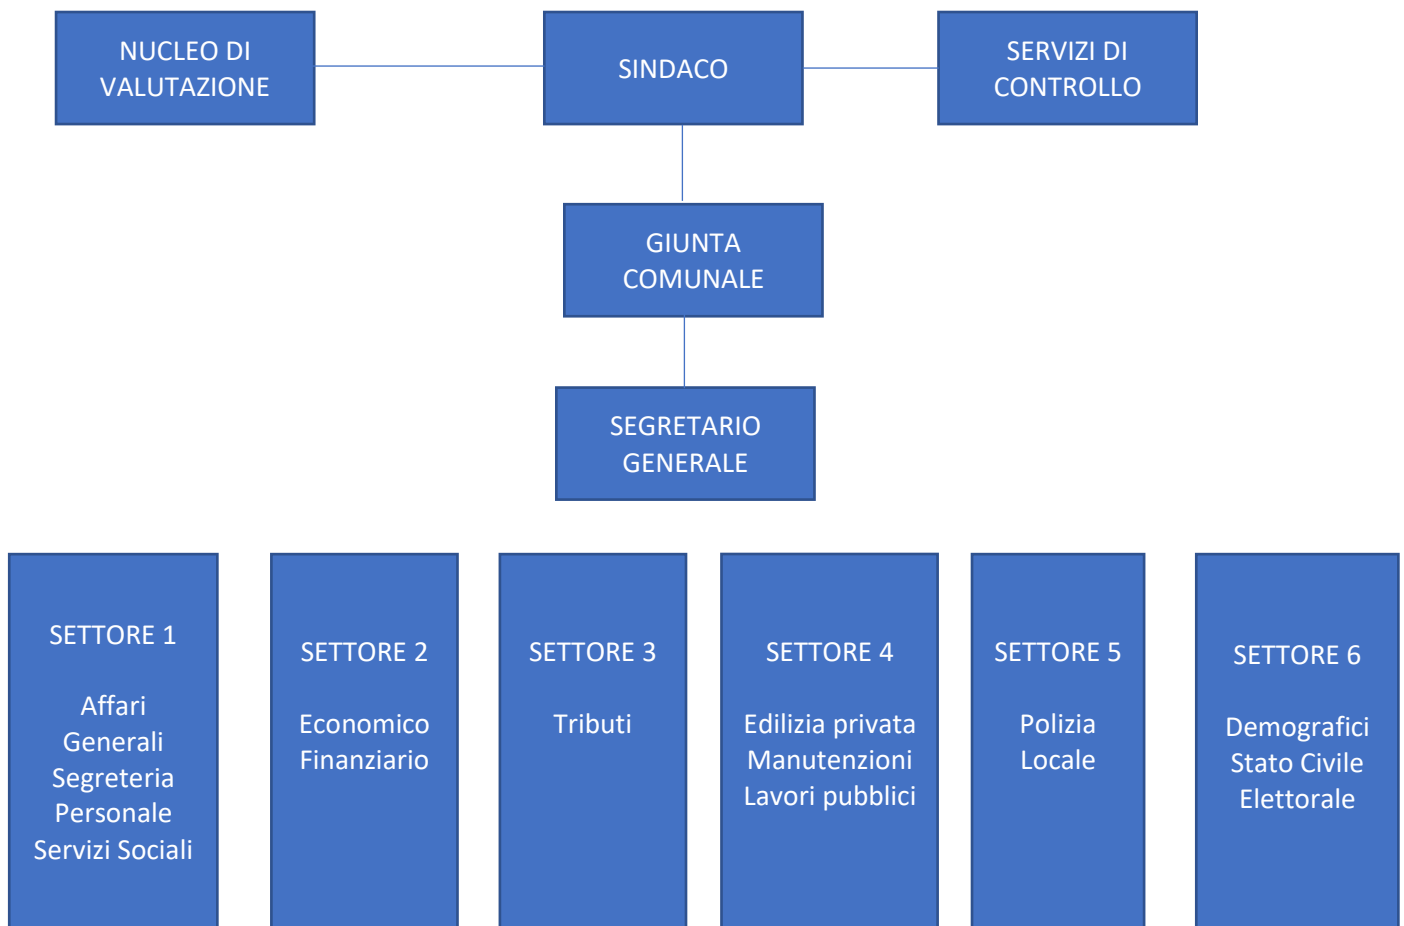 NUCLEO DI
VALUTAZIONE
SINDACO
SERVIZI DI
CONTROLLO
GIUNTA
COMUNALE
SEGRETARIO
GENERALE
SETTORE 1
Affari
Generali
Segreteria
Personale
Servizi Sociali
SETTORE 2
Economico
Finanziario
SETTORE 3
Tributi
SETTORE 4
Edilizia privata
Manutenzioni
Lavori pubblici
SETTORE 5
Polizia
Locale
SETTORE 6
Demografici
Stato Civile
Elettorale